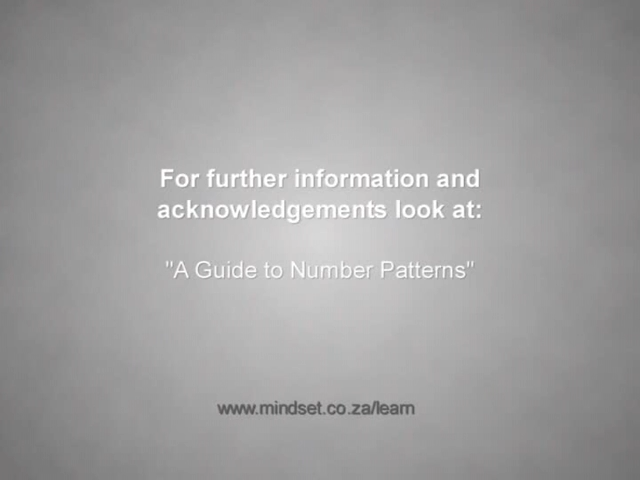 For further information and
acknowledgements look at:
"A Guide to Number Patterns"
www.mindset.co.za/learn